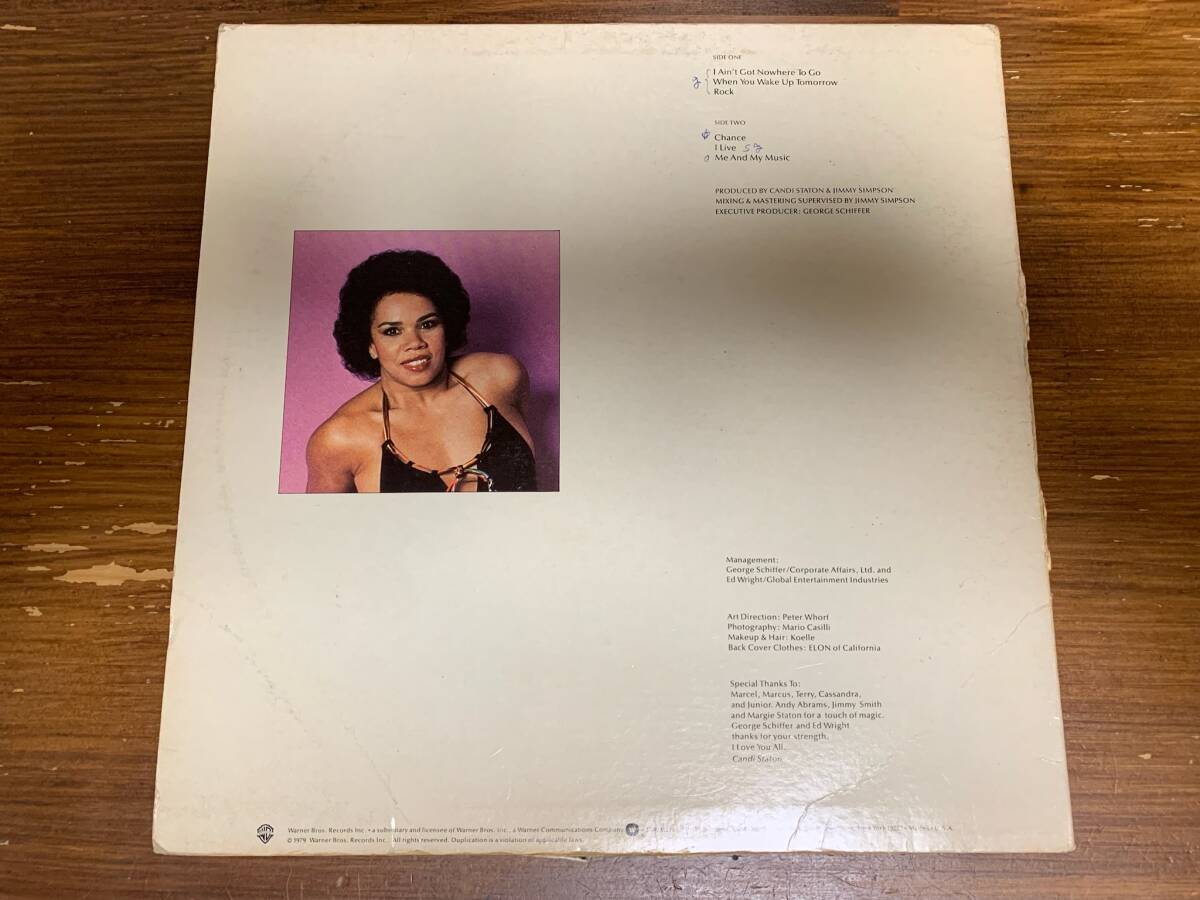 SIDE ONE
I Ain't Got Nowhere To Go
When You Wake Up Tomorrow
Rock
SIDE TWO
Chance
I Live
Me And My Music
PRODUCED BY CANDI STATON & JIMMY SIMPSON
MIXING & MASTERING SUPERVISED BY JIMMY SIMPSON
EXECUTIVE PRODUCER: GEORGE SCHIFFER
Management:
George Schiffer/Corporate Affairs, Ltd. and
Ed Wright/Global Entertainment Industries
Art Direction: Peter Whorf
Photography: Mario Casilli
Makeup & Hair: Koelle
Back Cover Clothes: ELON of California
Special Thanks To:
Marcel, Marcus, Terry, Cassandra,
and Junior. Andy Abrams, Jimmy Smith
and Margie Staton for a touch of magic.
George Schiffer and Ed Wright
thanks for your strength.
I Love You All.
Candi Staton
Warner Bros. Records Inc. • a subsidiary and licensee of Warner Bros. Inc., a Warner Communications Company
© 1979 Warner Bros. Records Inc. All rights reserved. Duplication is a violation of applicable laws.